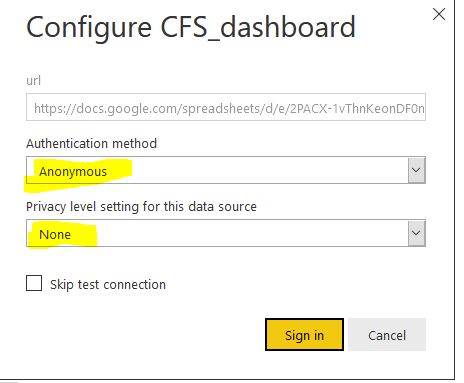 Configure CFS_dashboard
url
https://docs.google.com/spreadsheets/d/e/2PACX-1vThnKeonDF0n
Authentication method
Anonymous
Privacy level setting for this data source
None
Skip test connection
Sign in Cancel